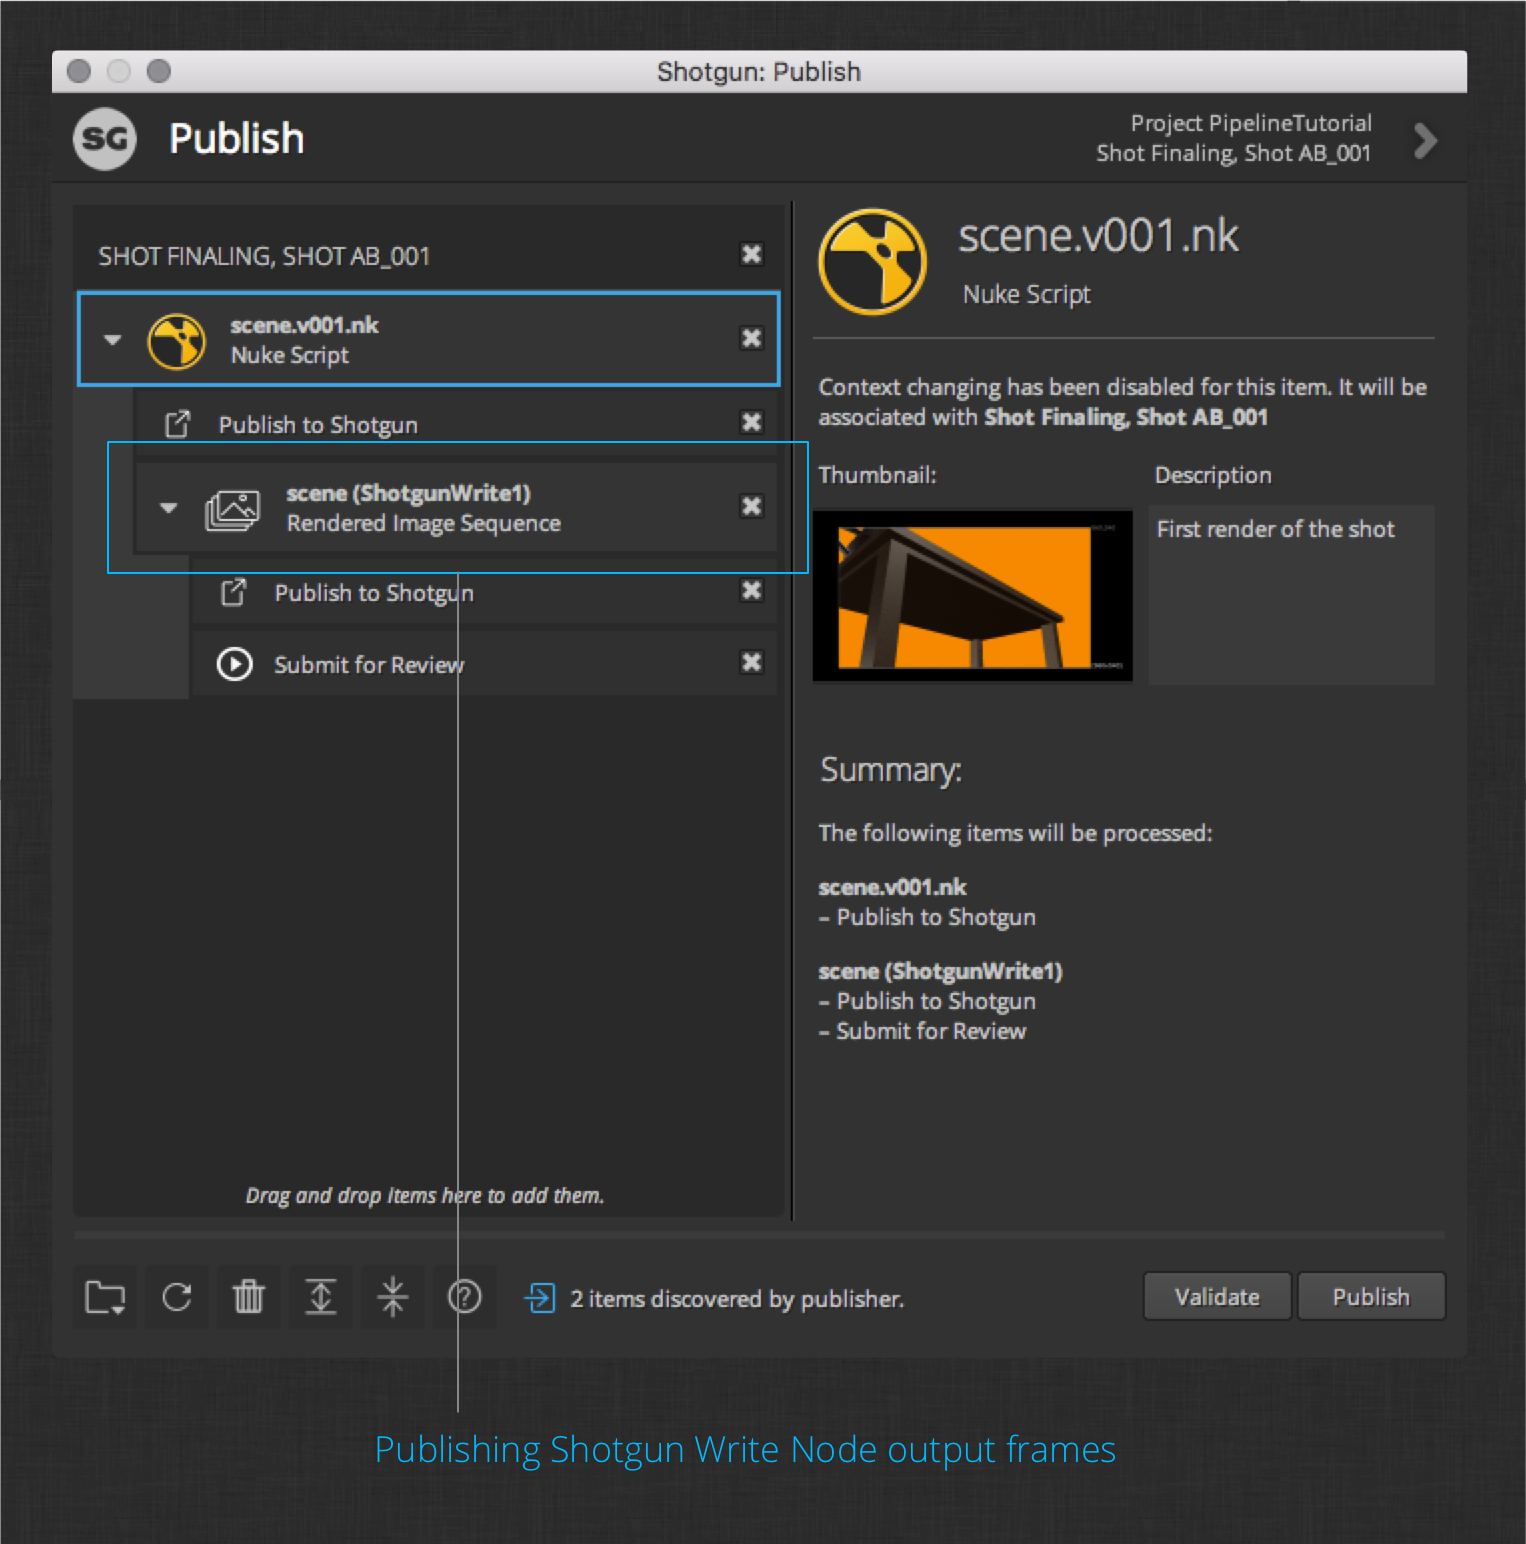 Shotgun: Publish
SG
Publish
Project PipelineTutorial
Shot Finaling, Shot AB_001
SHOT FINALING, SHOT AB_001
scene.v001.nk
Nuke Script
Publish to Shotgun
scene (ShotgunWrite1)
Rendered Image Sequence
Publish to Shotgun
Submit for Review
Drag and drop items here to add them.
scene.v001.nk
Nuke Script
Context changing has been disabled for this item. It will be
associated with Shot Finaling, Shot AB_001
Thumbnail:
Description
First render of the shot
Summary:
The following items will be processed:
scene.v001.nk
– Publish to Shotgun
scene (ShotgunWrite1)
– Publish to Shotgun
– Submit for Review
2 items discovered by publisher.
Validate
Publish
Publishing Shotgun Write Node output frames